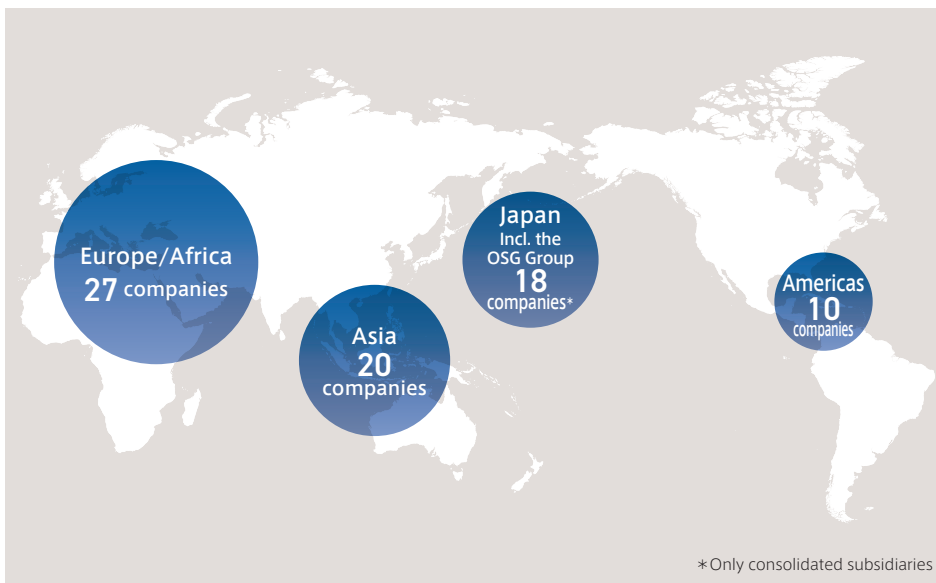 Europe/Africa
27 companies
Asia
20
companies
Japan
Incl. the
OSG Group
18
companies*
Americas
10
companies
*Only consolidated subsidiaries